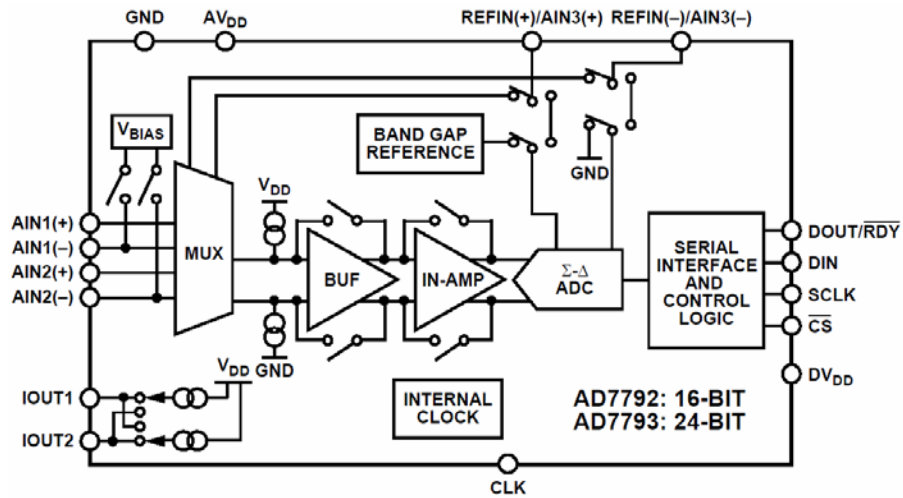 GND
AVDD
REFIN(+)/AIN3(+)
REFIN(–)/AIN3(–)
VBIAS
BAND GAP
REFERENCE
GND
VDD
AIN1(+)
AIN1(–)
AIN2(+)
AIN2(–)
MUX
BUF
IN-AMP
Σ-Δ
ADC
SERIAL
INTERFACE
AND
CONTROL
LOGIC
DOUT/RDY
DIN
SCLK
CS
DVDD
GND
VDD
IOUT1
IOUT2
INTERNAL
CLOCK
AD7792: 16-BIT
AD7793: 24-BIT
CLK